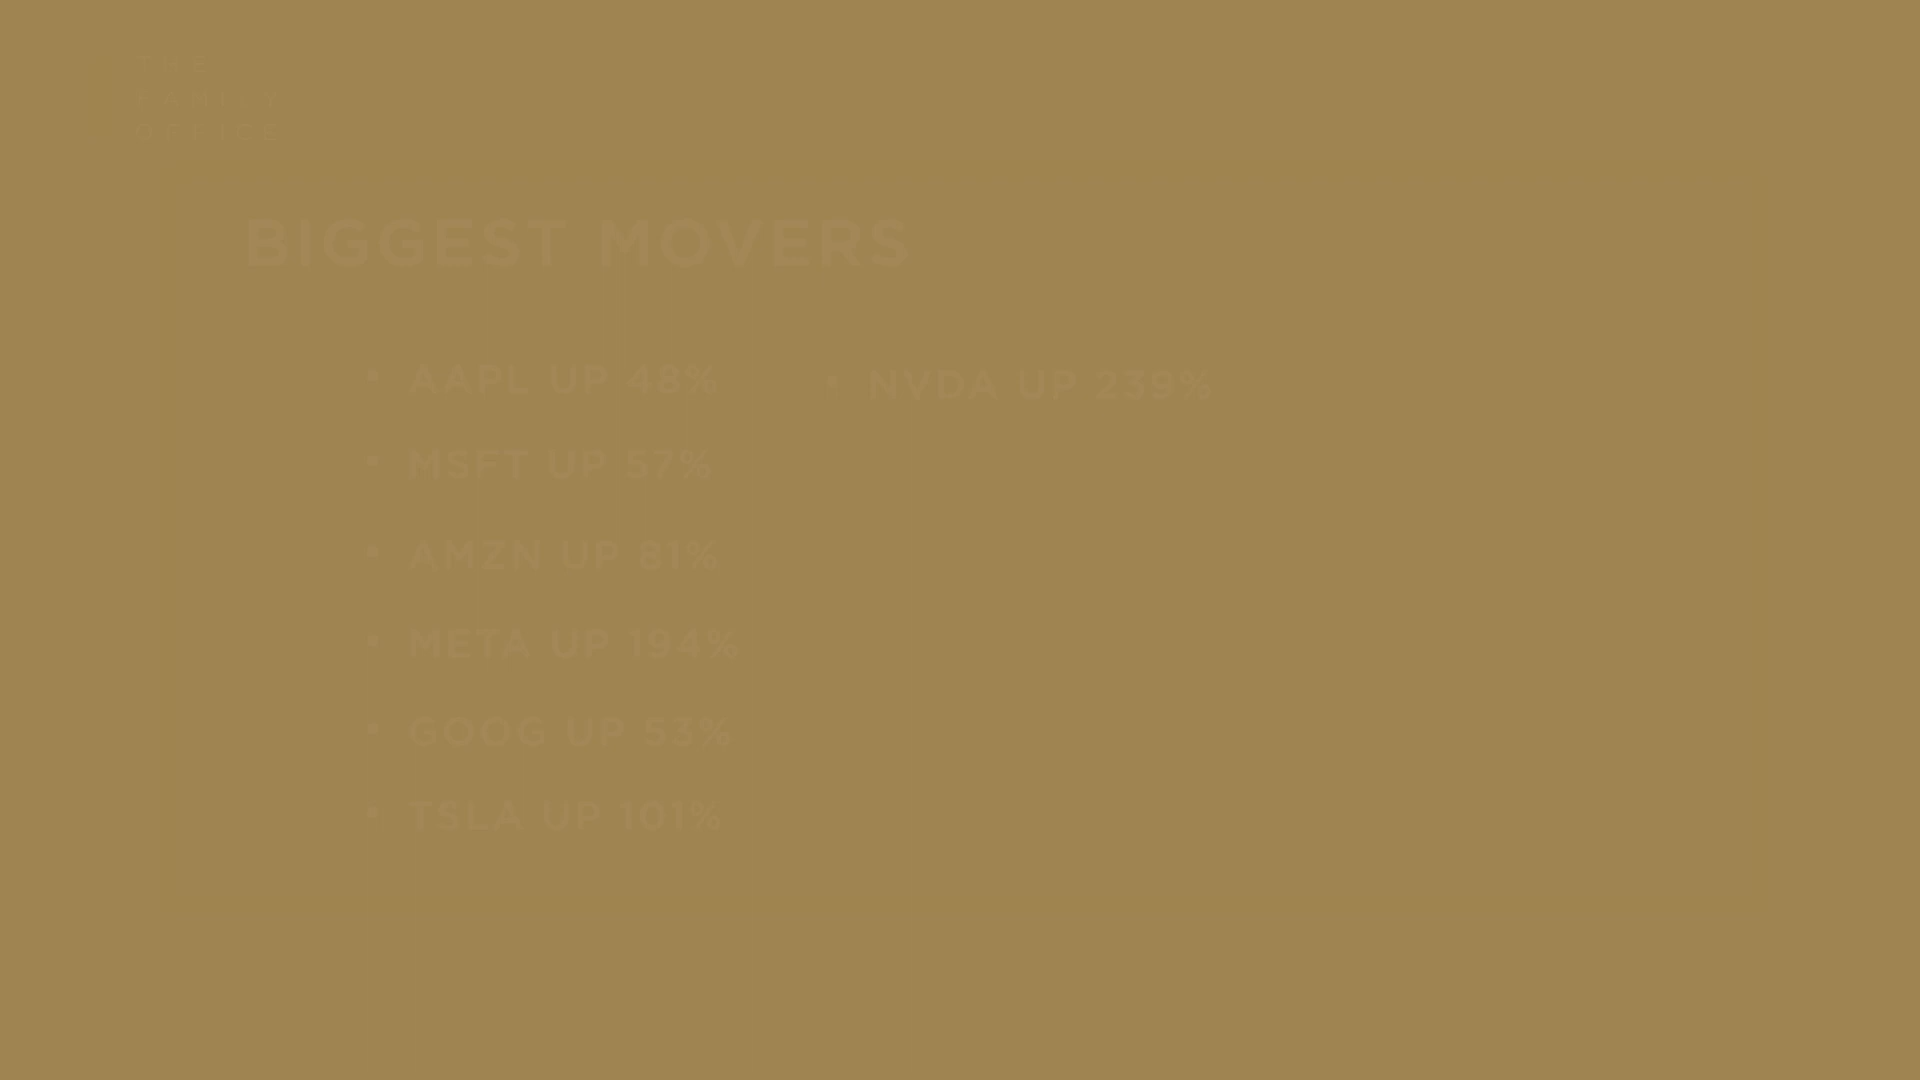 THE
FAMILY
OFFICE
BIGGEST MOVERS
• AAPL UP 48%
• MSFT UP 57%
• AMZN UP 81%
• META UP 194%
• GOOG UP 53%
• TSLA UP 101%
• NVDA UP 239%